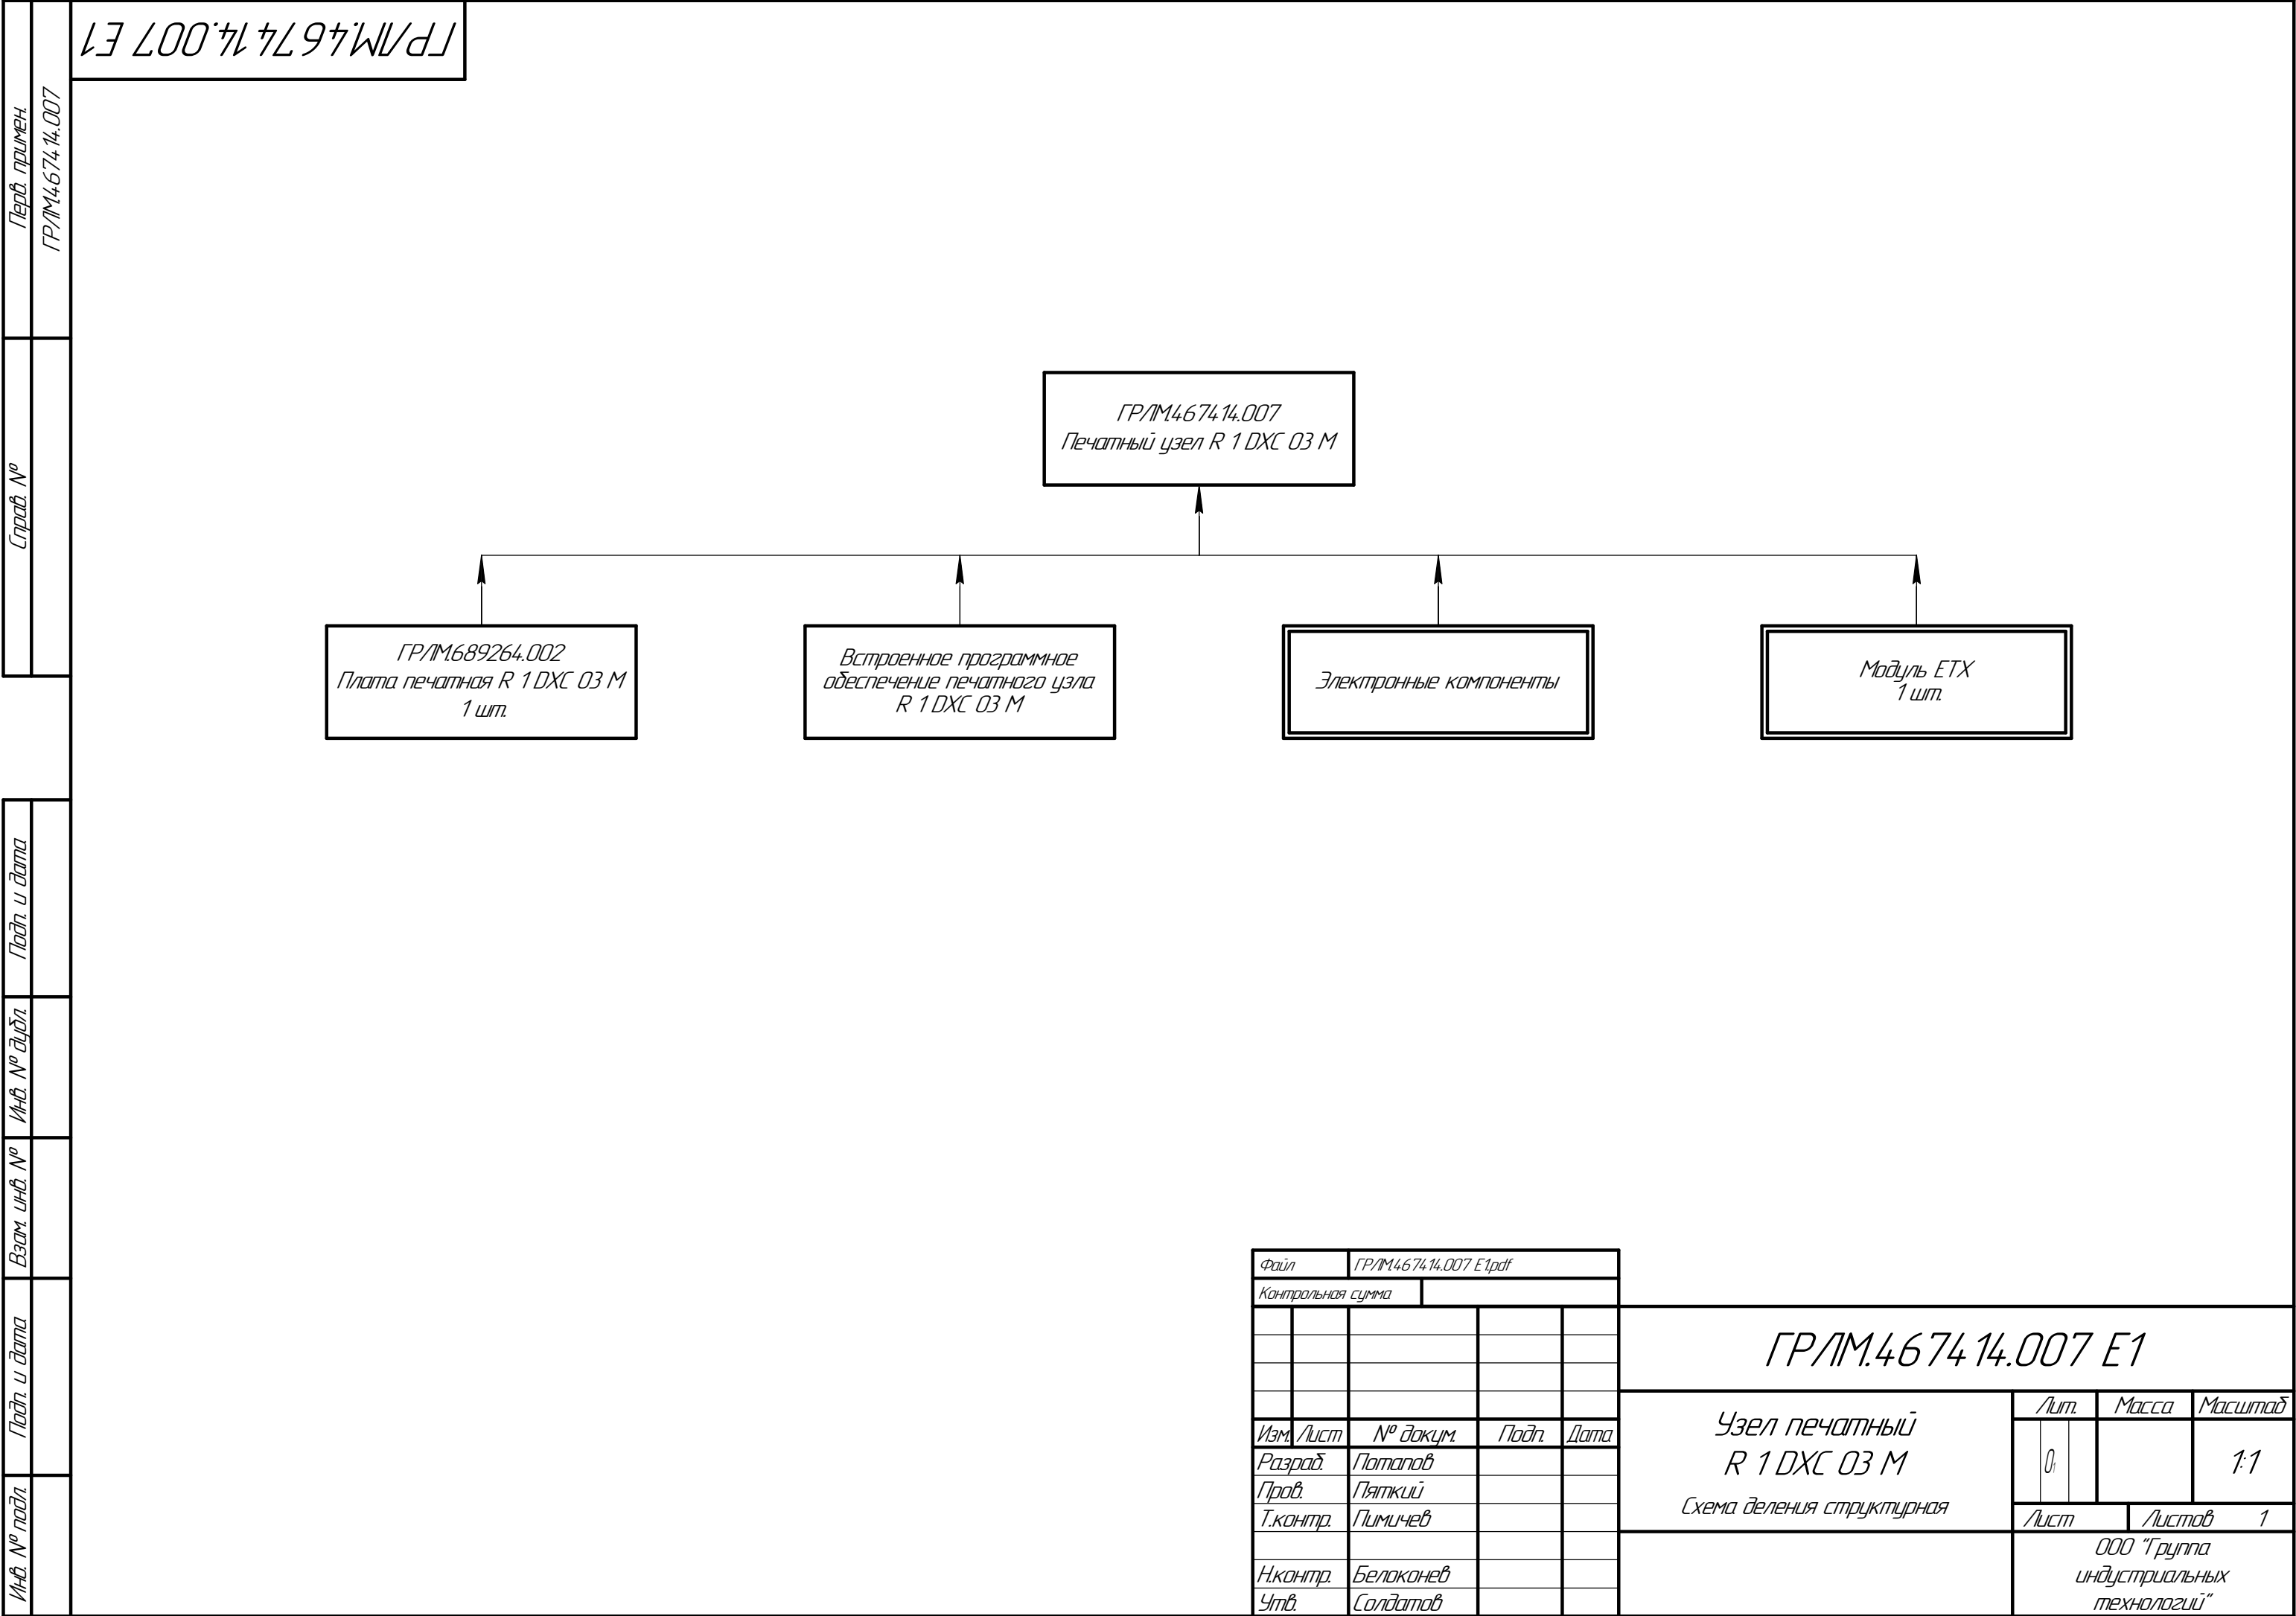 ГРЛМ.467414.007 Е1
Перв. примен.
ГРЛМ.467414.007
Справ. №
Подп. и дата
Инв. № дубл.
Взам. инв. №
Подп. и дата
Инв. № подл.
ГРЛМ.467414.007
Печатный узел R 1 DXC 03 M
ГРЛМ.689264.002
Плата печатная R 1 DXC 03 M
1 шт.
Встроенное программное
обеспечение печатного узла
R 1 DXC 03 M
Электронные компоненты
Модуль ETX
1 шт.
Файл ГРЛМ.467414.007 Е1.pdf
Контрольная сумма
Изм. Лист № докум. Подп. Дата
Разраб. Потапов
Пров. Пяткий
Т.контр. Пимичев
Н.контр. Белоконев
Утв. Солдатов
ГРЛМ.467414.007 Е1
Узел печатный
R 1 DXC 03 M
Схема деления структурная
Лит. Масса Масштаб
О1 1:1
Лист Листов 1
ООО "Группа
индустриальных
технологий"